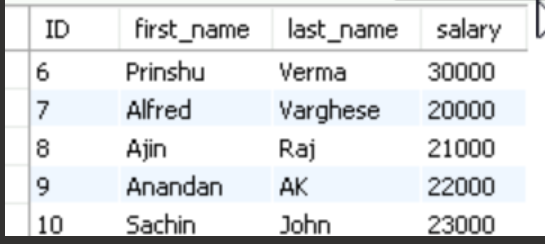 ID first_name last_name salary
6 Prinshu Verma 30000
7 Alfred Varghese 20000
8 Ajin Raj 21000
9 Anandan AK 22000
10 Sachin John 23000